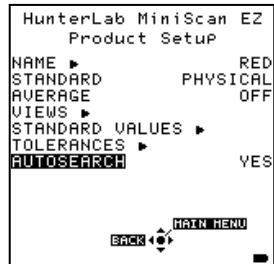 HunterLab MiniScan EZ
Product Setup
NAME ▶ RED
STANDARD PHYSICAL
AVERAGE OFF
VIEWS ▶
STANDARD VALUES ▶
TOLERANCES ▶
AUTOSEARCH YES
MAIN MENU
BACK